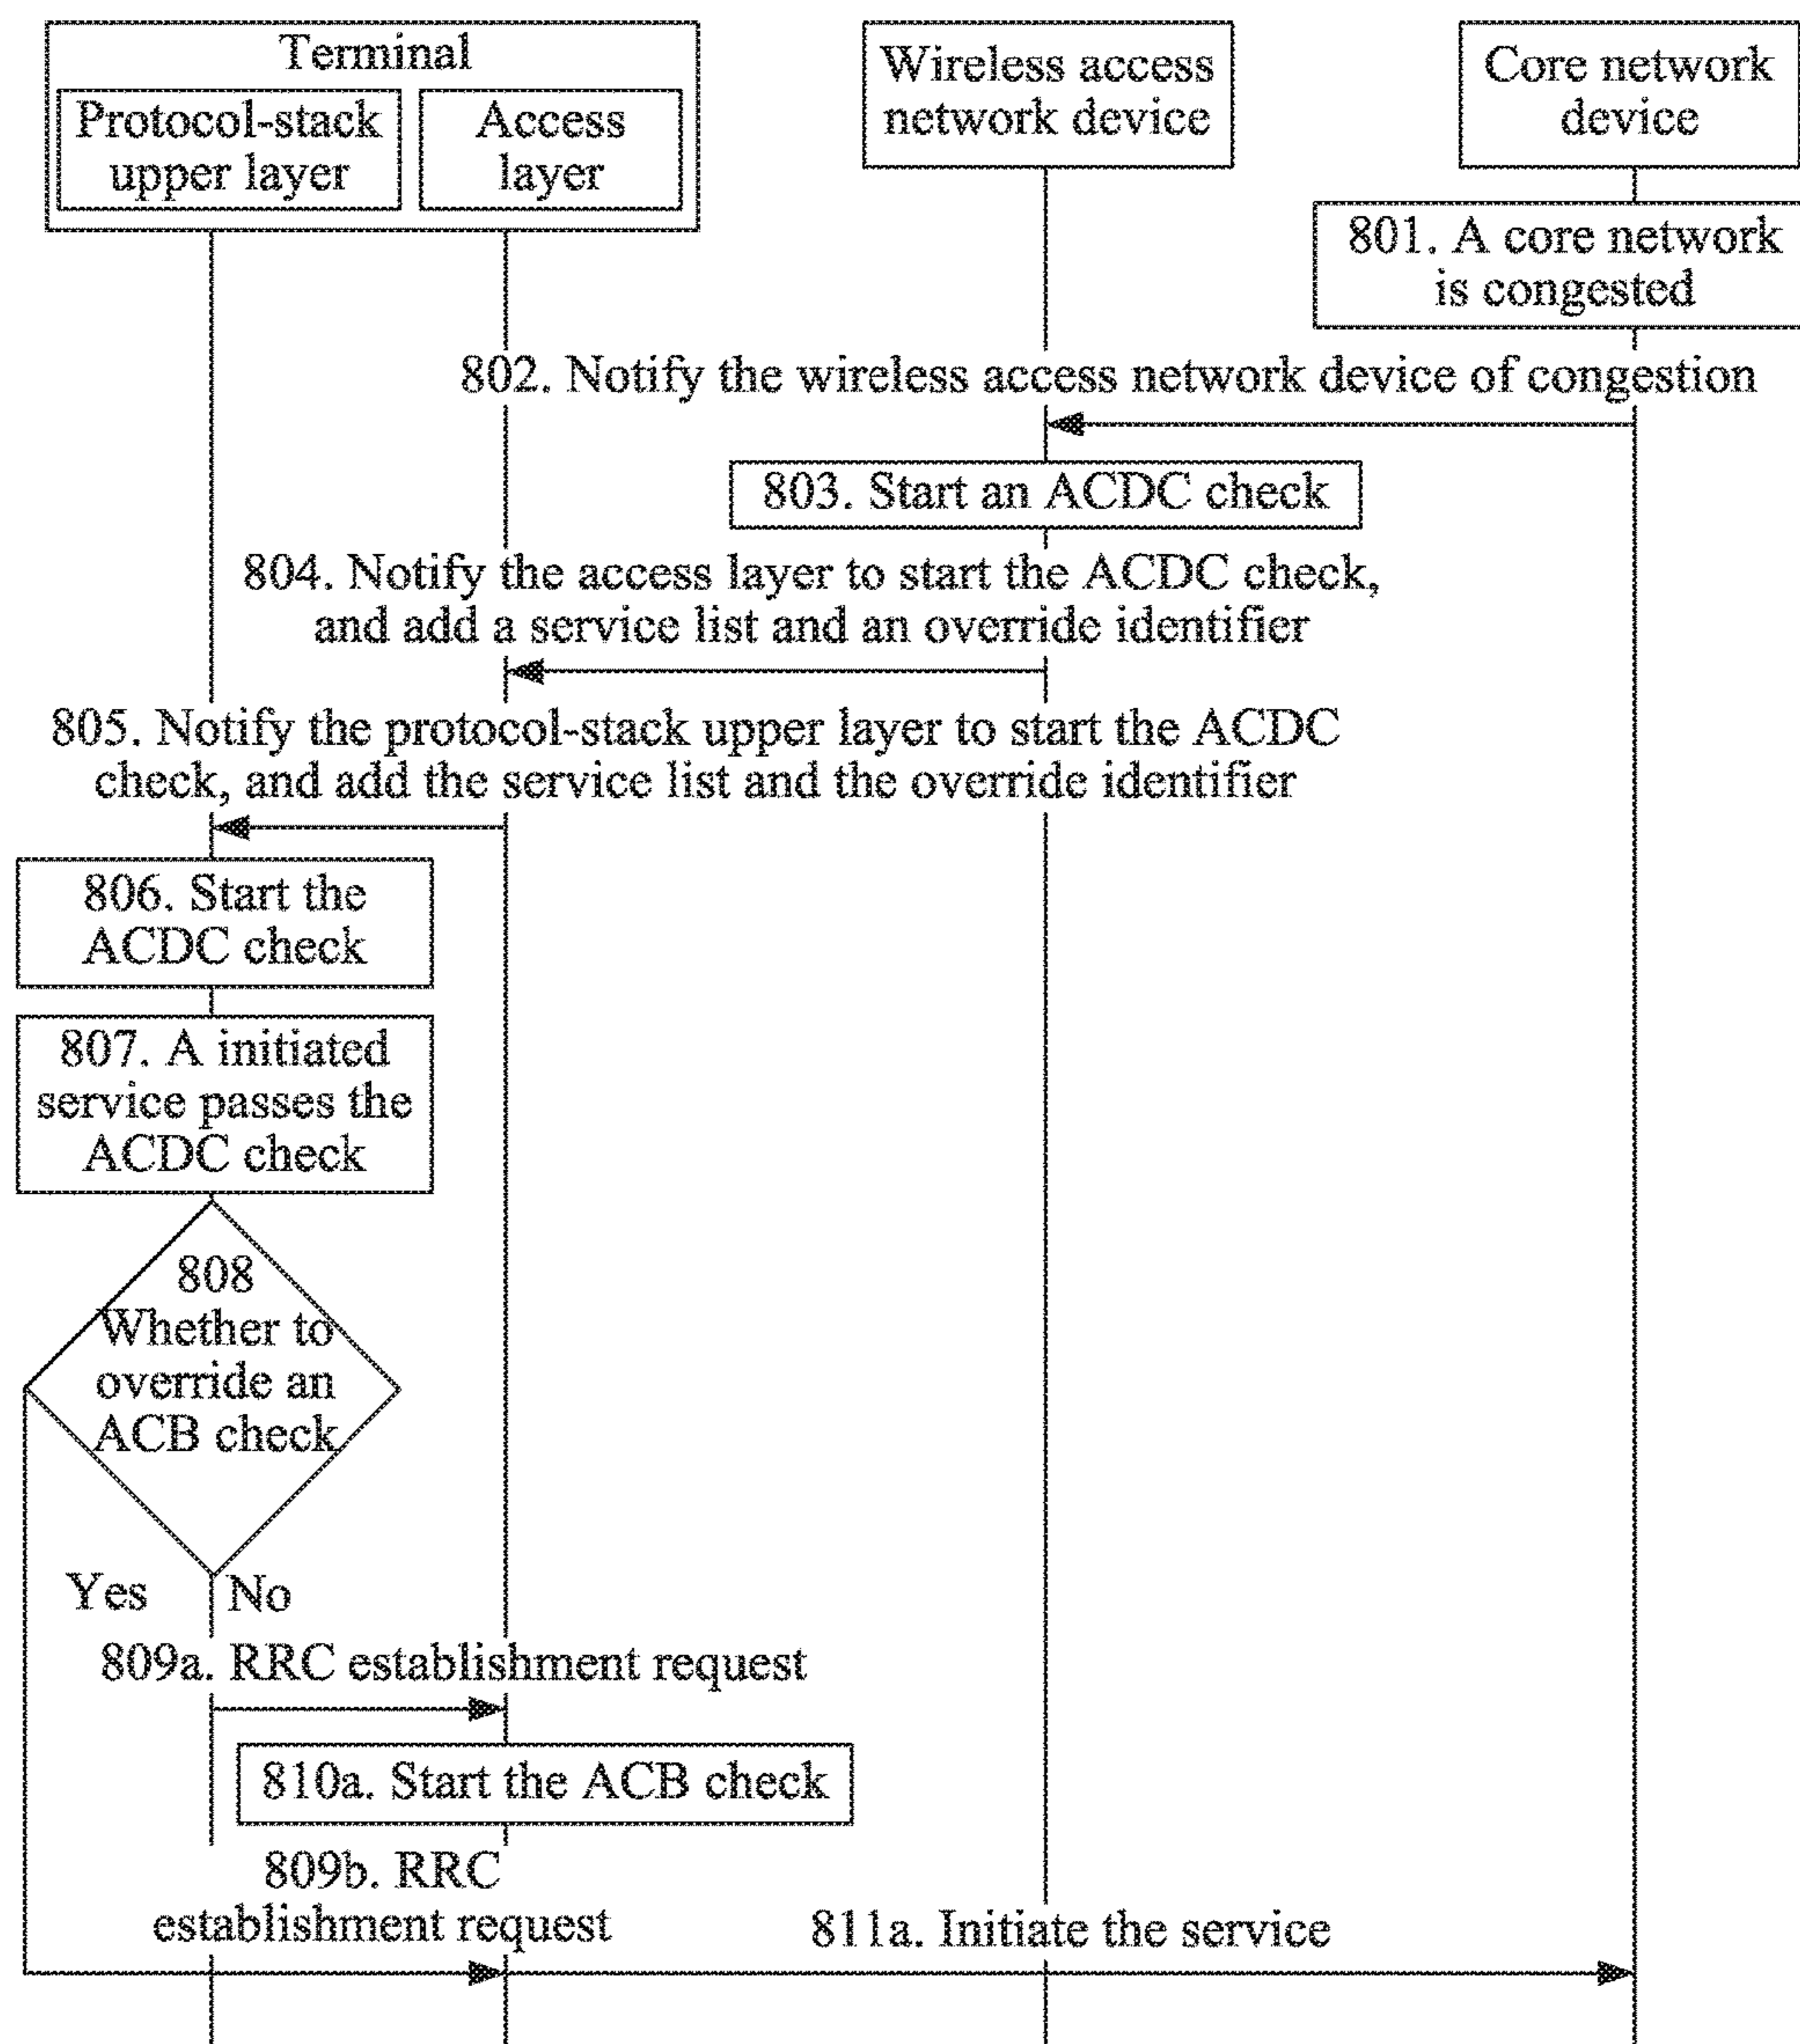 Terminal
Protocol-stack
upper layer
Access
layer
Wireless access
network device
Core network
device
801. A core network
is congested
802. Notify the wireless access network device of congestion
803. Start an ACDC check
804. Notify the access layer to start the ACDC check,
and add a service list and an override identifier
805. Notify the protocol-stack upper layer to start the ACDC
check, and add the service list and the override identifier
806. Start the
ACDC check
807. A initiated
service passes the
ACDC check
808
Whether to
override an
ACB check
Yes
No
809a. RRC establishment request
810a. Start the ACB check
809b. RRC
establishment request
811a. Initiate the service